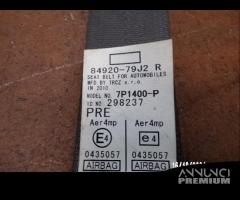 84920-79J2 R
SEAT BELT FOR AUTOMOBILES
MFG BY TRCZ s.r.o.
IN 2010
MODEL NO. 7P1400-P
ID NO 298237
PRE
Aer4mp Aer4mp
E4 e4
0435057 0435057
AIRBAG AIRBAG
ANNUNCI
PREMIUM